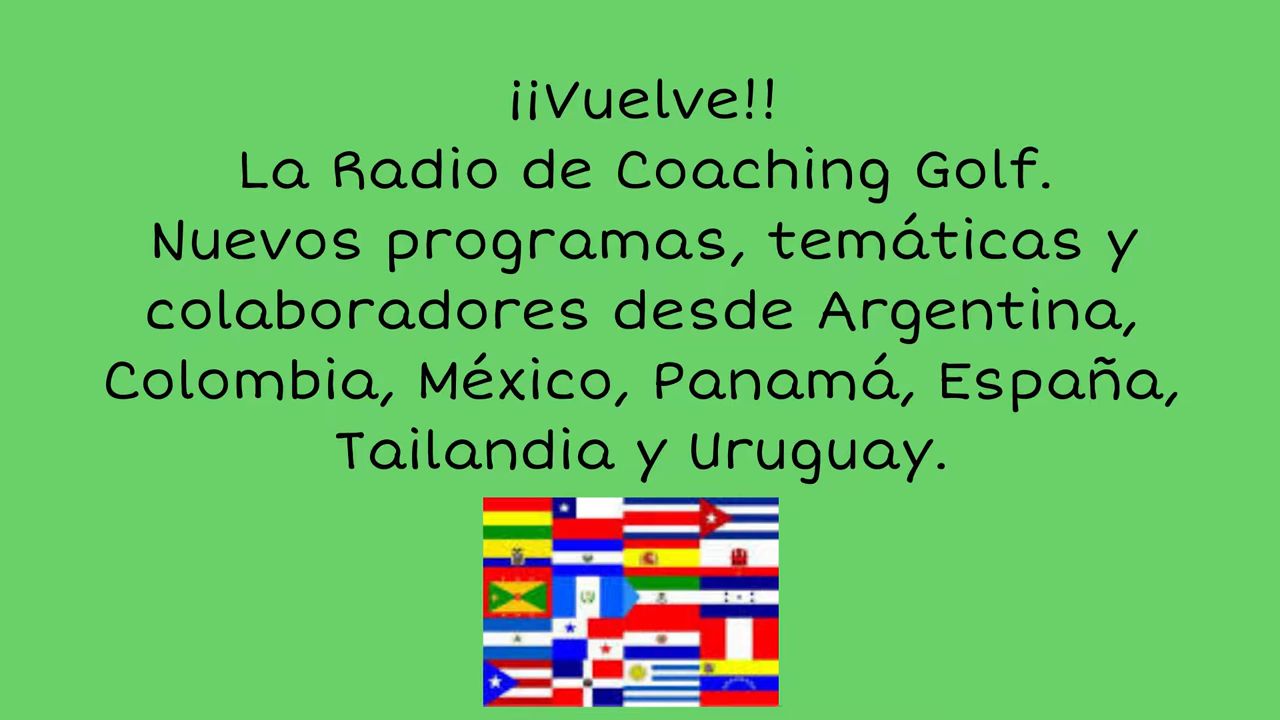 ¡¡Vuelve!!
La Radio de Coaching Golf.
Nuevos programas, temáticas y
colaboradores desde Argentina,
Colombia, México, Panamá, España,
Tailandia y Uruguay.